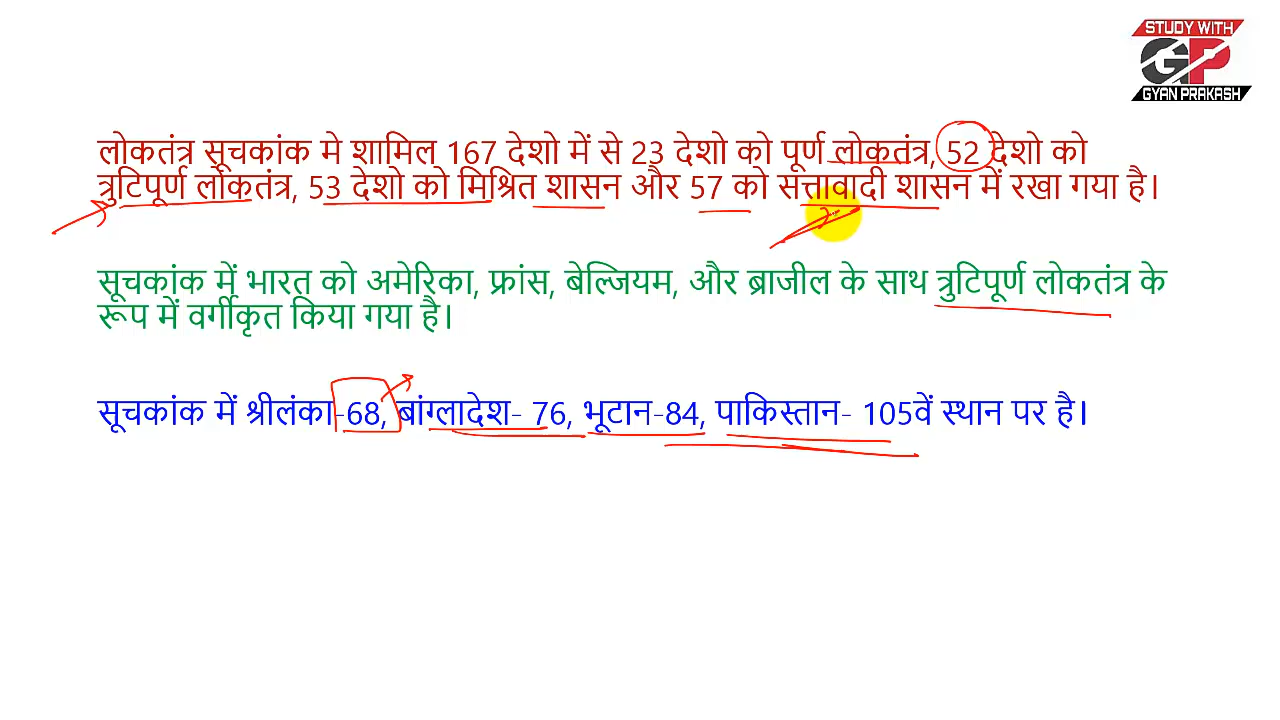 STUDY WITH
GP
GYAN PRAKASH
लोकतंत्र सूचकांक मे शामिल 167 देशो में से 23 देशो को पूर्ण लोकतंत्र, 52 देशो को
त्रुटिपूर्ण लोकतंत्र, 53 देशो को मिश्रित शासन और 57 को सत्तावादी शासन में रखा गया है।
सूचकांक में भारत को अमेरिका, फ्रांस, बेल्जियम, और ब्राजील के साथ त्रुटिपूर्ण लोकतंत्र के
रूप में वर्गीकृत किया गया है।
सूचकांक में श्रीलंका-68, बांग्लादेश- 76, भूटान-84, पाकिस्तान- 105वें स्थान पर है।